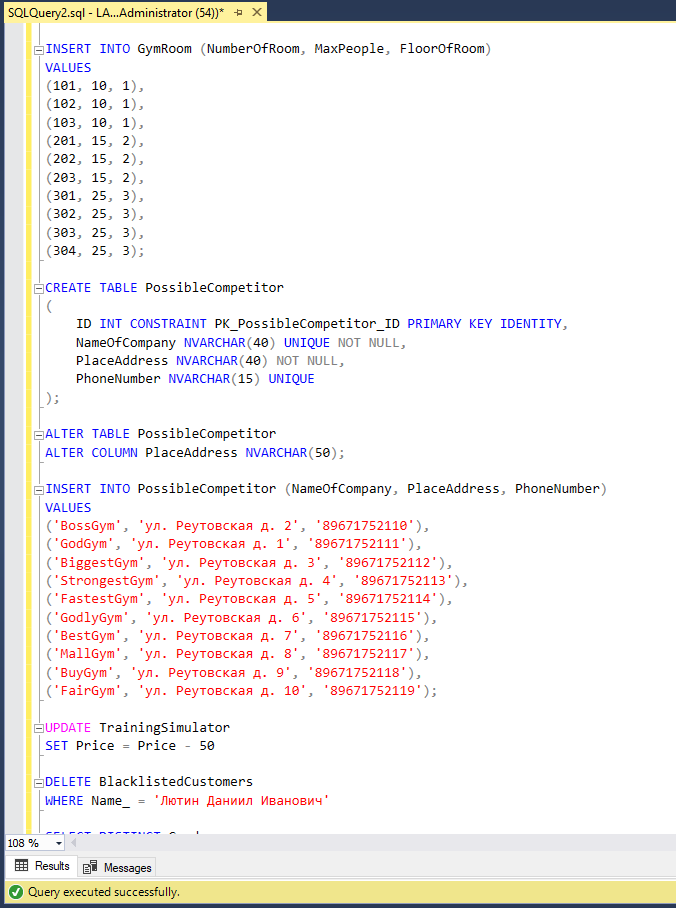 SQLQuery2.sql - LA...Administrator (54))*
INSERT INTO GymRoom (NumberOfRoom, MaxPeople, FloorOfRoom)
VALUES
(101, 10, 1),
(102, 10, 1),
(103, 10, 1),
(201, 15, 2),
(202, 15, 2),
(203, 15, 2),
(301, 25, 3),
(302, 25, 3),
(303, 25, 3),
(304, 25, 3);
CREATE TABLE PossibleCompetitor
(
ID INT CONSTRAINT PK_PossibleCompetitor_ID PRIMARY KEY IDENTITY,
NameOfCompany NVARCHAR(40) UNIQUE NOT NULL,
PlaceAddress NVARCHAR(40) NOT NULL,
PhoneNumber NVARCHAR(15) UNIQUE
);
ALTER TABLE PossibleCompetitor
ALTER COLUMN PlaceAddress NVARCHAR(50);
INSERT INTO PossibleCompetitor (NameOfCompany, PlaceAddress, PhoneNumber)
VALUES
('BossGym', 'ул. Реутовская д. 2', '89671752110'),
('GodGym', 'ул. Реутовская д. 1', '89671752111'),
('BiggestGym', 'ул. Реутовская д. 3', '89671752112'),
('StrongestGym', 'ул. Реутовская д. 4', '89671752113'),
('FastestGym', 'ул. Реутовская д. 5', '89671752114'),
('GodlyGym', 'ул. Реутовская д. 6', '89671752115'),
('BestGym', 'ул. Реутовская д. 7', '89671752116'),
('MallGym', 'ул. Реутовская д. 8', '89671752117'),
('BuyGym', 'ул. Реутовская д. 9', '89671752118'),
('FairGym', 'ул. Реутовская д. 10', '89671752119');
UPDATE TrainingSimulator
SET Price = Price - 50
DELETE BlacklistedCustomers
WHERE Name_ = 'Лютин Даниил Иванович'
SELECT DISTINCT
108 %
Results Messages
Query executed successfully.